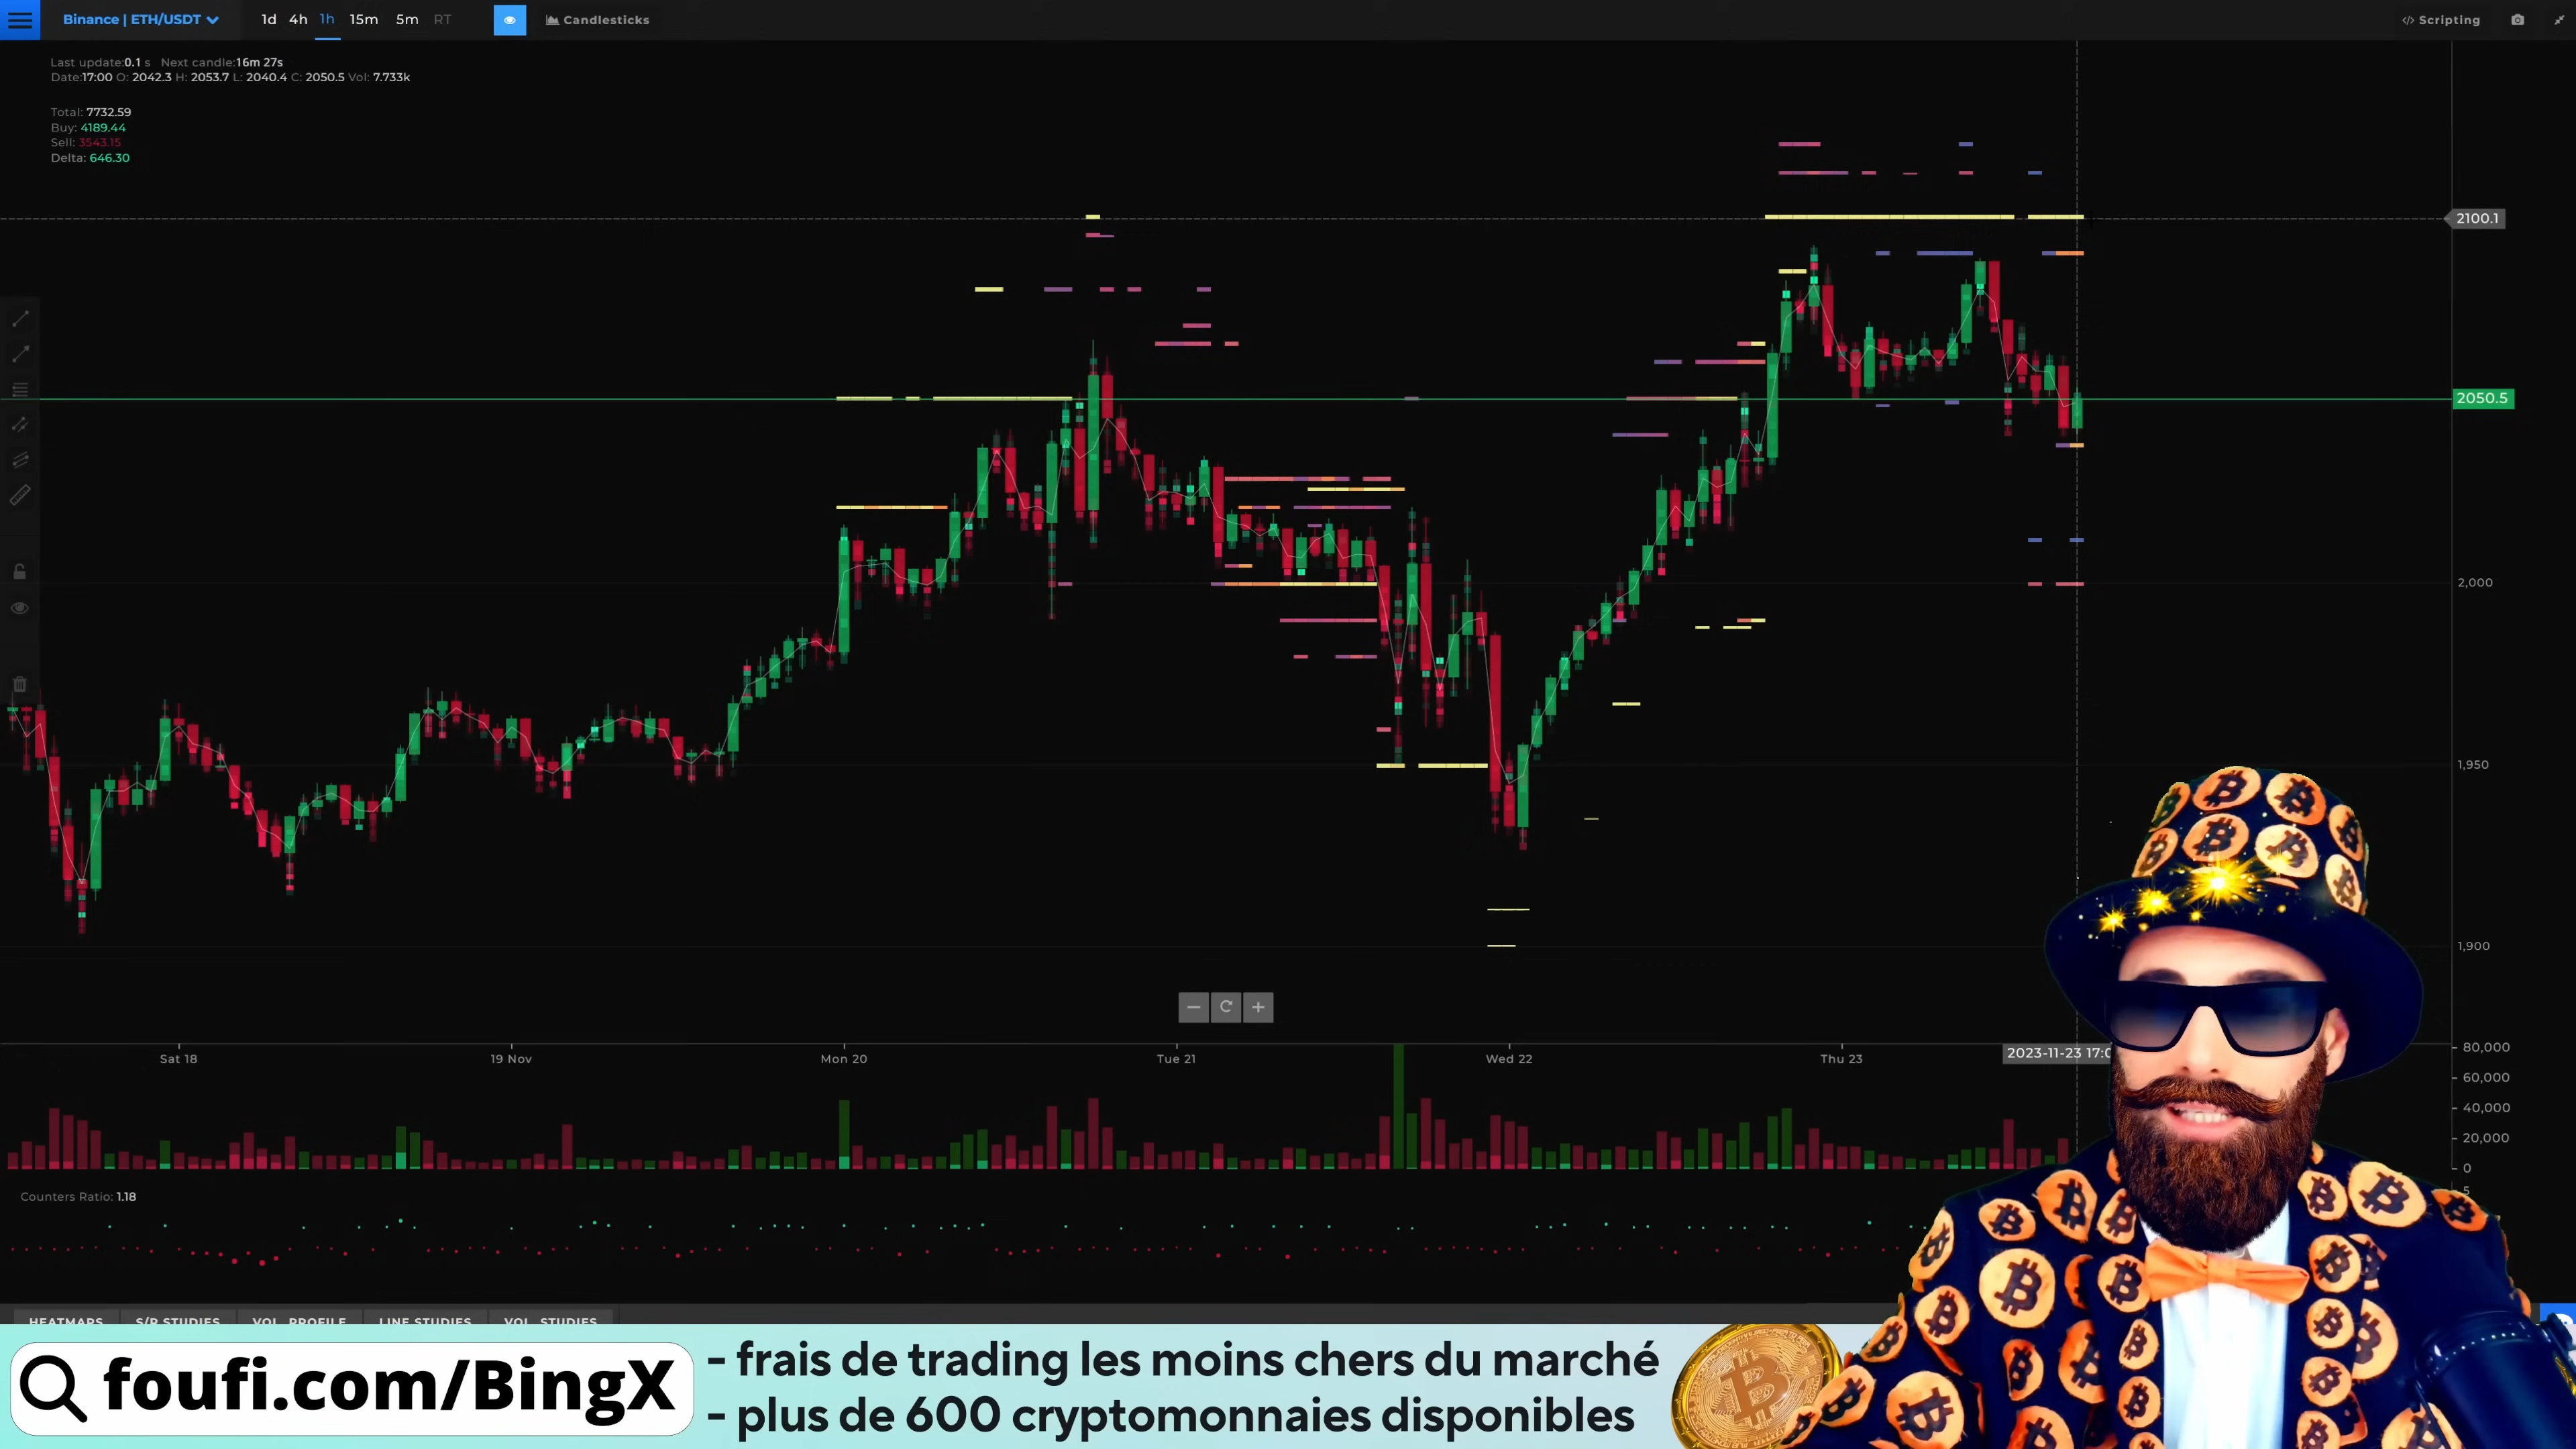 Binance | ETH/USDT 1d 4h 1h 15m 5m RT Candlesticks </> Scripting
Last update:0.1 s Next candle:16m 27s
Date:17:00 O: 2042.3 H: 2053.7 L: 2040.4 C: 2050.5 Vol: 7.733k
Total: 7732.59
Buy: 4189.44
Sell: 3543.15
Delta: 646.30
2100.1
2050.5
2,000
1,950
1,900
Sat 18 19 Nov Mon 20 Tue 21 Wed 22 Thu 23 2023-11-23 17:0
80,000
60,000
40,000
20,000
0
Counters Ratio: 1.18
5
HEATMAPS S/R STUDIES VOL. PROFILE LINE STUDIES VOL. STUDIES
foufi.com/BingX
- frais de trading les moins chers du marché
- plus de 600 cryptomonnaies disponibles